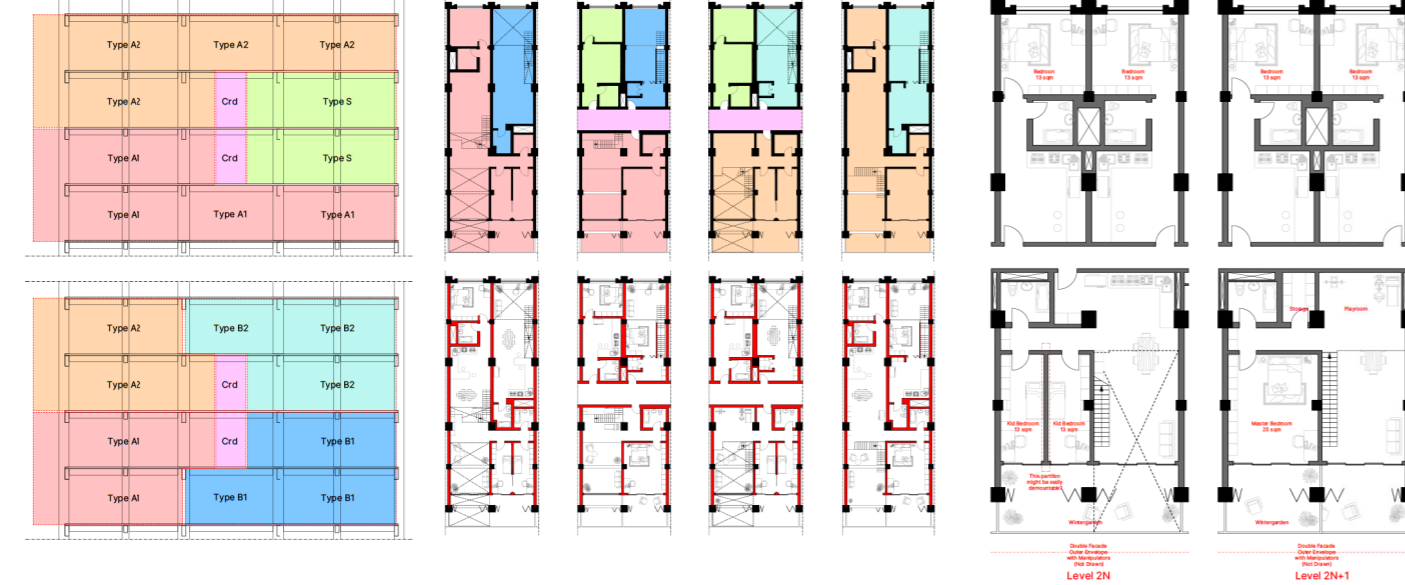 Type A2 Type A2 Type A2
Type A2 Crd Type S
Type A1 Crd Type S
Type A1 Type A1 Type A1
Type A2 Type B2 Type B2
Type A2 Crd Type B2
Type A1 Crd Type B1
Type A1 Type B1 Type B1
Bedroom
13 sqm
Bedroom
13 sqm
Bedroom
13 sqm
Bedroom
13 sqm
Kid Bedroom
13 sqm
Kid Bedroom
13 sqm
This partition
might be easily
demountable
Wintergarden
Double Facade
Outer Envelope
with Manipulators
(Not Drawn)
Level 2N
Storage
Playroom
Master Bedroom
25 sqm
Wintergarden
Double Facade
Outer Envelope
with Manipulators
(Not Drawn)
Level 2N+1